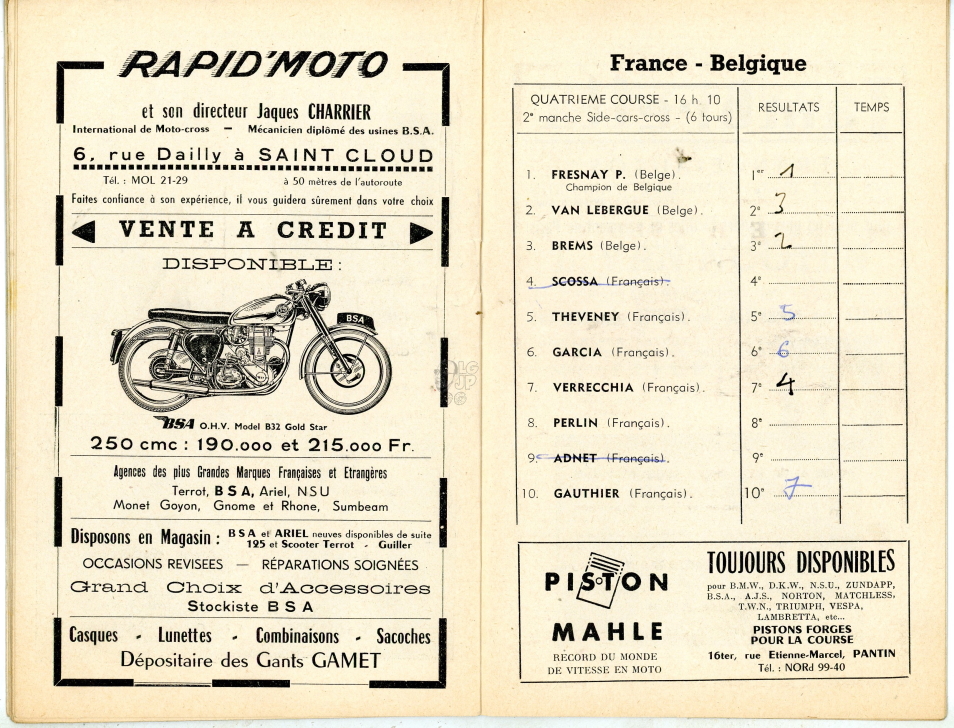 RAPID'MOTO
et son directeur Jaques CHARRIER
International de Moto-cross — Mécanicien diplômé des usines B.S.A.
6, rue Dailly à SAINT CLOUD
Tél. : MOL 21-29 à 50 mètres de l'autoroute
Faites confiance à son expérience, il vous guidera sûrement dans votre choix
VENTE A CREDIT
DISPONIBLE :
BSA
BSA O.H.V. Model B32 Gold Star
250 cmc : 190.000 et 215.000 Fr.
Agences des plus Grandes Marques Françaises et Etrangères
Terrot, BSA, Ariel, NSU
Monet Goyon, Gnome et Rhone, Sumbeam
Disposons en Magasin : BSA et ARIEL neuves disponibles de suite
125 et Scooter Terrot - Guiller
OCCASIONS REVISEES — RÉPARATIONS SOIGNÉES
Grand Choix d'Accessoires
Stockiste BSA
Casques - Lunettes - Combinaisons - Sacoches
Dépositaire des Gants GAMET
France - Belgique
QUATRIEME COURSE - 16 h. 10
2e manche Side-cars-cross - (6 tours)
RESULTATS
TEMPS
1. FRESNAY P. (Belge). 1er 1
Champion de Belgique
2. VAN LEBERGUE (Belge). 2e 3
3. BREMS (Belge). 3e 2
4. SCOSSA (Français). 4e
5. THEVENEY (Français). 5e 5
6. GARCIA (Français). 6e 6
7. VERRECCHIA (Français). 7e 4
8. PERLIN (Français). 8e
9. ADNET (Français). 9e
10. GAUTHIER (Français). 10e 7
PISTON
MAHLE
RECORD DU MONDE
DE VITESSE EN MOTO
TOUJOURS DISPONIBLES
pour B.M.W., D.K.W., N.S.U., ZUNDAPP,
B.S.A., A.J.S., NORTON, MATCHLESS,
T.W.N., TRIUMPH, VESPA,
LAMBRETTA, etc...
PISTONS FORGES
POUR LA COURSE
16ter, rue Etienne-Marcel, PANTIN
Tél. : NORd 99-40